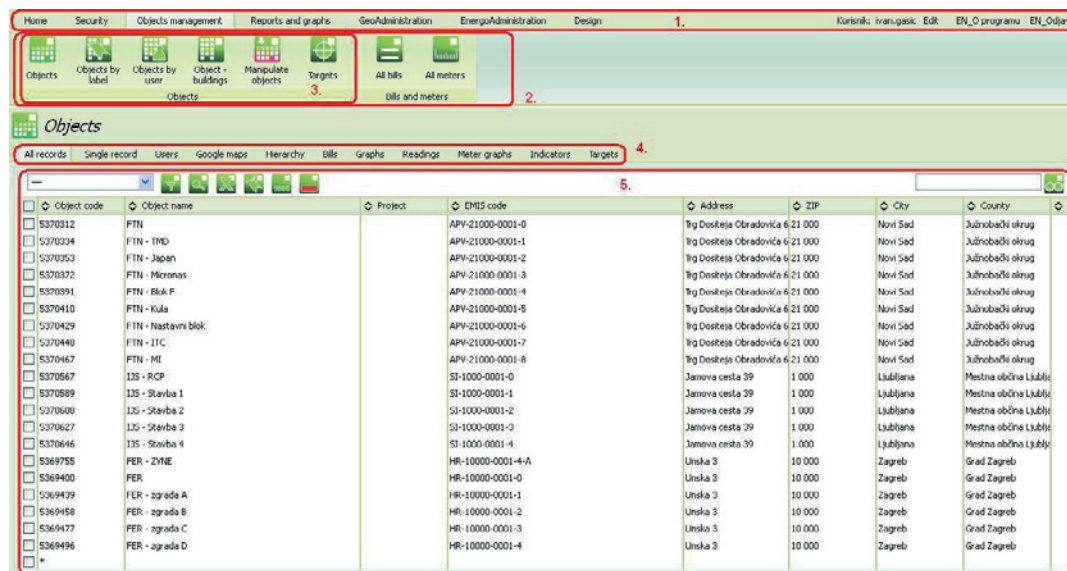 Home Security Objects management Reports and graphs GeoAdministration EnergoAdministration Design 1. Korisnik: ivan.gasic Edit EN_O programu EN_Odjav
Objects Objects by label Objects by user Object - buildings Manipulate objects Targets All bills All meters
Objects 3. Bills and meters 2.
Objects
All records Single record Users Google maps Hierarchy Bills Graphs Readings Meter graphs Indicators Targets 4.
--- 5.
Object code Object name Project EMIS code Address ZIP City County
5370312 FTN APV-21000-0001-0 Trg Dositeja Obradovića 6 21 000 Novi Sad Južnobački okrug
5370334 FTN - TMD APV-21000-0001-1 Trg Dositeja Obradovića 6 21 000 Novi Sad Južnobački okrug
5370353 FTN - Japan APV-21000-0001-2 Trg Dositeja Obradovića 6 21 000 Novi Sad Južnobački okrug
5370372 FTN - Micronas APV-21000-0001-3 Trg Dositeja Obradovića 6 21 000 Novi Sad Južnobački okrug
5370391 FTN - Blok F APV-21000-0001-4 Trg Dositeja Obradovića 6 21 000 Novi Sad Južnobački okrug
5370410 FTN - Kula APV-21000-0001-5 Trg Dositeja Obradovića 6 21 000 Novi Sad Južnobački okrug
5370429 FTN - Nastavni blok APV-21000-0001-6 Trg Dositeja Obradovića 6 21 000 Novi Sad Južnobački okrug
5370448 FTN - ITC APV-21000-0001-7 Trg Dositeja Obradovića 6 21 000 Novi Sad Južnobački okrug
5370467 FTN - MI APV-21000-0001-8 Trg Dositeja Obradovića 6 21 000 Novi Sad Južnobački okrug
5370567 IJS - RCP SI-1000-0001-0 Jamova cesta 39 1 000 Ljubljana Mestna občina Ljublja
5370589 IJS - Stavba 1 SI-1000-0001-1 Jamova cesta 39 1 000 Ljubljana Mestna občina Ljublja
5370608 IJS - Stavba 2 SI-1000-0001-2 Jamova cesta 39 1 000 Ljubljana Mestna občina Ljublja
5370627 IJS - Stavba 3 SI-1000-0001-3 Jamova cesta 39 1 000 Ljubljana Mestna občina Ljublja
5370646 IJS - Stavba 4 SI-1000-0001-4 Jamova cesta 39 1 000 Ljubljana Mestna občina Ljublja
5369755 FER - ZVNE HR-10000-0001-4-A Unska 3 10 000 Zagreb Grad Zagreb
5369400 FER HR-10000-0001-0 Unska 3 10 000 Zagreb Grad Zagreb
5369439 FER - zgrada A HR-10000-0001-1 Unska 3 10 000 Zagreb Grad Zagreb
5369458 FER - zgrada B HR-10000-0001-2 Unska 3 10 000 Zagreb Grad Zagreb
5369477 FER - zgrada C HR-10000-0001-3 Unska 3 10 000 Zagreb Grad Zagreb
5369496 FER - zgrada D HR-10000-0001-4 Unska 3 10 000 Zagreb Grad Zagreb
*